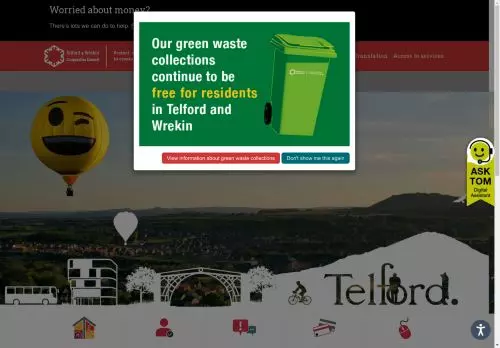 Worried about money?
There's lots we can do to help
Telford & Wrekin
Co-operative Council
Protect,
to create
Translation Access to services
Our green waste
collections
continue to be
free for residents
in Telford and
Wrekin
View information about green waste collections
Don't show me this again
ASK
TOM
Digital
Assistant
Telford.